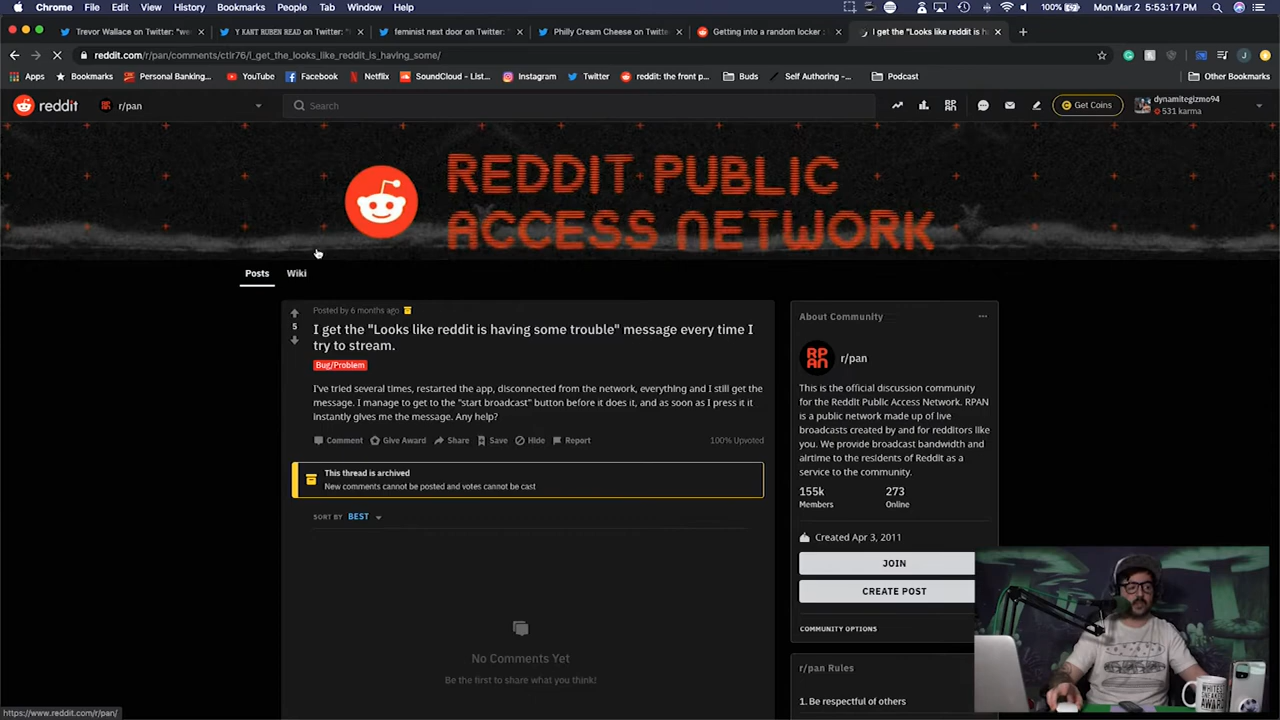 Chrome File Edit View History Bookmarks People Tab Window Help 100% Mar 2 5:53:17 PM
Trevor Wallace on Twitter: "we × Y KANT RUBEN READ on Twitter: " × feminist next door on Twitter: × Philly Cream Cheese on Twitter: × Getting into a random locker : × I get the "Looks like reddit is h ×
reddit.com/r/pan/comments/ctlr76/i_get_the_looks_like_reddit_is_having_some/
Apps Bookmarks Personal Banking... YouTube Facebook Netflix SoundCloud - List... Instagram Twitter reddit: the front p... Buds Self Authoring -... Podcast Other Bookmarks
reddit r/pan Search Get Coins dynamitegizmo94
531 karma
REDDIT PUBLIC
ACCESS NETWORK
Posts Wiki
Posted by 6 months ago
5
I get the "Looks like reddit is having some trouble" message every time I
try to stream.
Bug/Problem
I've tried several times, restarted the app, disconnected from the network, everything and I still get the
message. I manage to get to the "start broadcast" button before it does it, and as soon as I press it it
instantly gives me the message. Any help?
Comment Give Award Share Save Hide Report 100% Upvoted
This thread is archived
New comments cannot be posted and votes cannot be cast
SORT BY BEST
No Comments Yet
Be the first to share what you think!
About Community
RPAN r/pan
This is the official discussion community
for the Reddit Public Access Network. RPAN
is a public network made up of live
broadcasts created by and for redditors like
you. We provide broadcast bandwidth and
airtime to the residents of Reddit as a
service to the community.
155k 273
Members Online
Created Apr 3, 2011
JOIN
CREATE POST
COMMUNITY OPTIONS
r/pan Rules
1. Be respectful of others
https://www.reddit.com/r/pan/